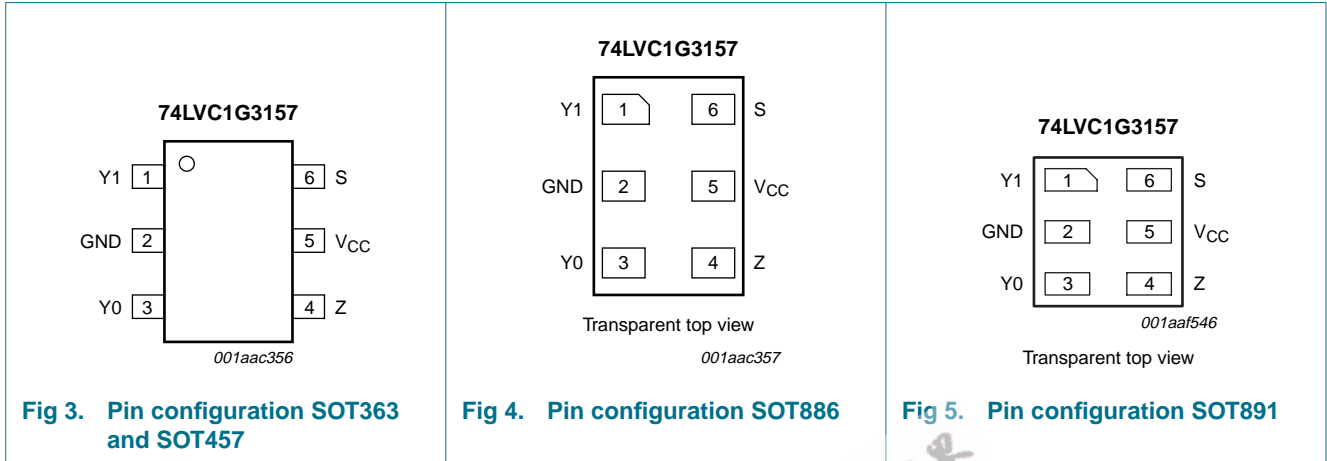 74LVC1G3157
Y1 1 6 S
GND 2 5 VCC
Y0 3 4 Z
001aac356
Fig 3. Pin configuration SOT363
and SOT457
74LVC1G3157
Y1 1 6 S
GND 2 5 VCC
Y0 3 4 Z
Transparent top view
001aac357
Fig 4. Pin configuration SOT886
74LVC1G3157
Y1 1 6 S
GND 2 5 VCC
Y0 3 4 Z
001aaf546
Transparent top view
Fig 5. Pin configuration SOT891